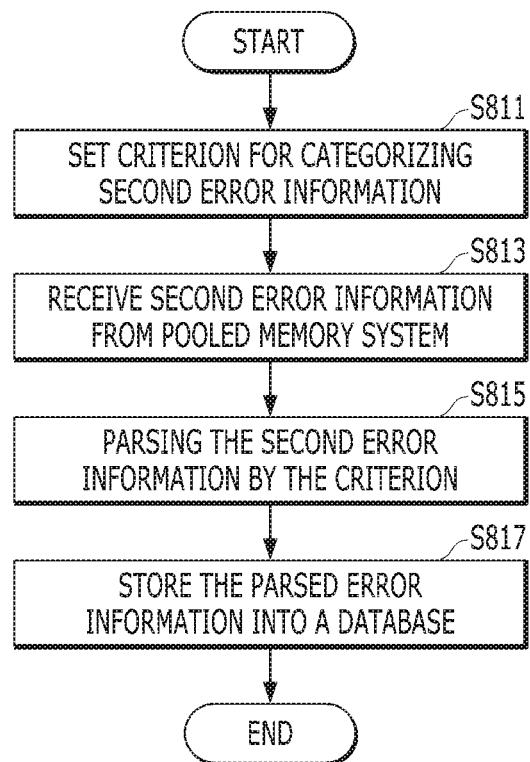 START
S811
SET CRITERION FOR CATEGORIZING
SECOND ERROR INFORMATION
S813
RECEIVE SECOND ERROR INFORMATION
FROM POOLED MEMORY SYSTEM
S815
PARSING THE SECOND ERROR
INFORMATION BY THE CRITERION
S817
STORE THE PARSED ERROR
INFORMATION INTO A DATABASE
END